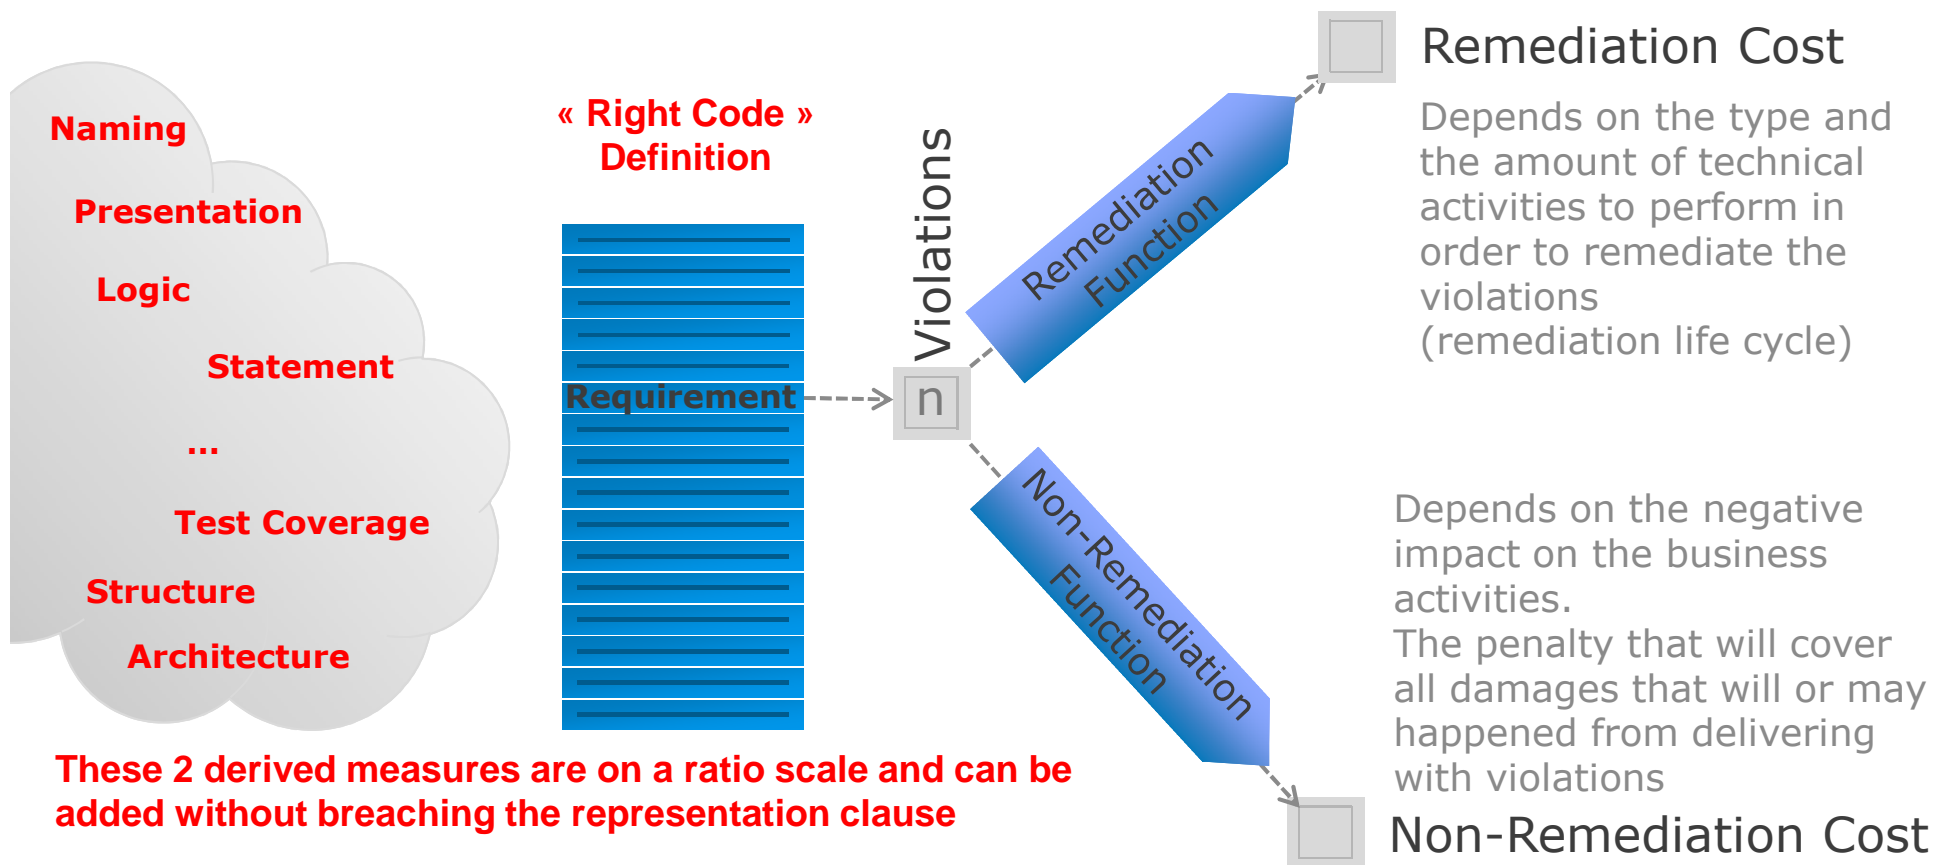 Naming
Presentation
Logic
Statement
...
Test Coverage
Structure
Architecture
« Right Code »
Definition
Requirement
Violations
n
Remediation
Function
Non-Remediation
Function
Remediation Cost
Depends on the type and
the amount of technical
activities to perform in
order to remediate the
violations
(remediation life cycle)
Depends on the negative
impact on the business
activities.
The penalty that will cover
all damages that will or may
happened from delivering
with violations
Non-Remediation Cost
These 2 derived measures are on a ratio scale and can be
added without breaching the representation clause